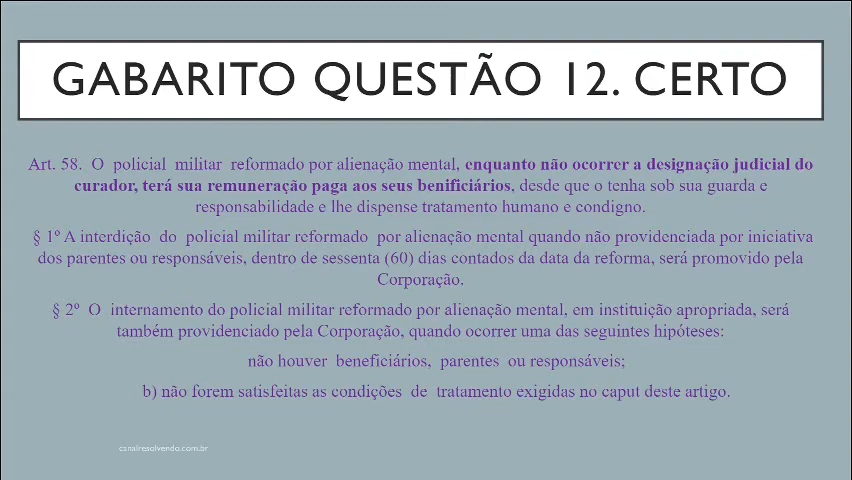 GABARITO QUESTÃO 12. CERTO
Art. 58. O policial militar reformado por alienação mental, enquanto não ocorrer a designação judicial do
curador, terá sua remuneração paga aos seus benificiários, desde que o tenha sob sua guarda e
responsabilidade e lhe dispense tratamento humano e condigno.
§ 1º A interdição do policial militar reformado por alienação mental quando não providenciada por iniciativa
dos parentes ou responsáveis, dentro de sessenta (60) dias contados da data da reforma, será promovido pela
Corporação.
§ 2º O internamento do policial militar reformado por alienação mental, em instituição apropriada, será
também providenciado pela Corporação, quando ocorrer uma das seguintes hipóteses:
não houver beneficiários, parentes ou responsáveis;
b) não forem satisfeitas as condições de tratamento exigidas no caput deste artigo.
canalresolvendo.com.br